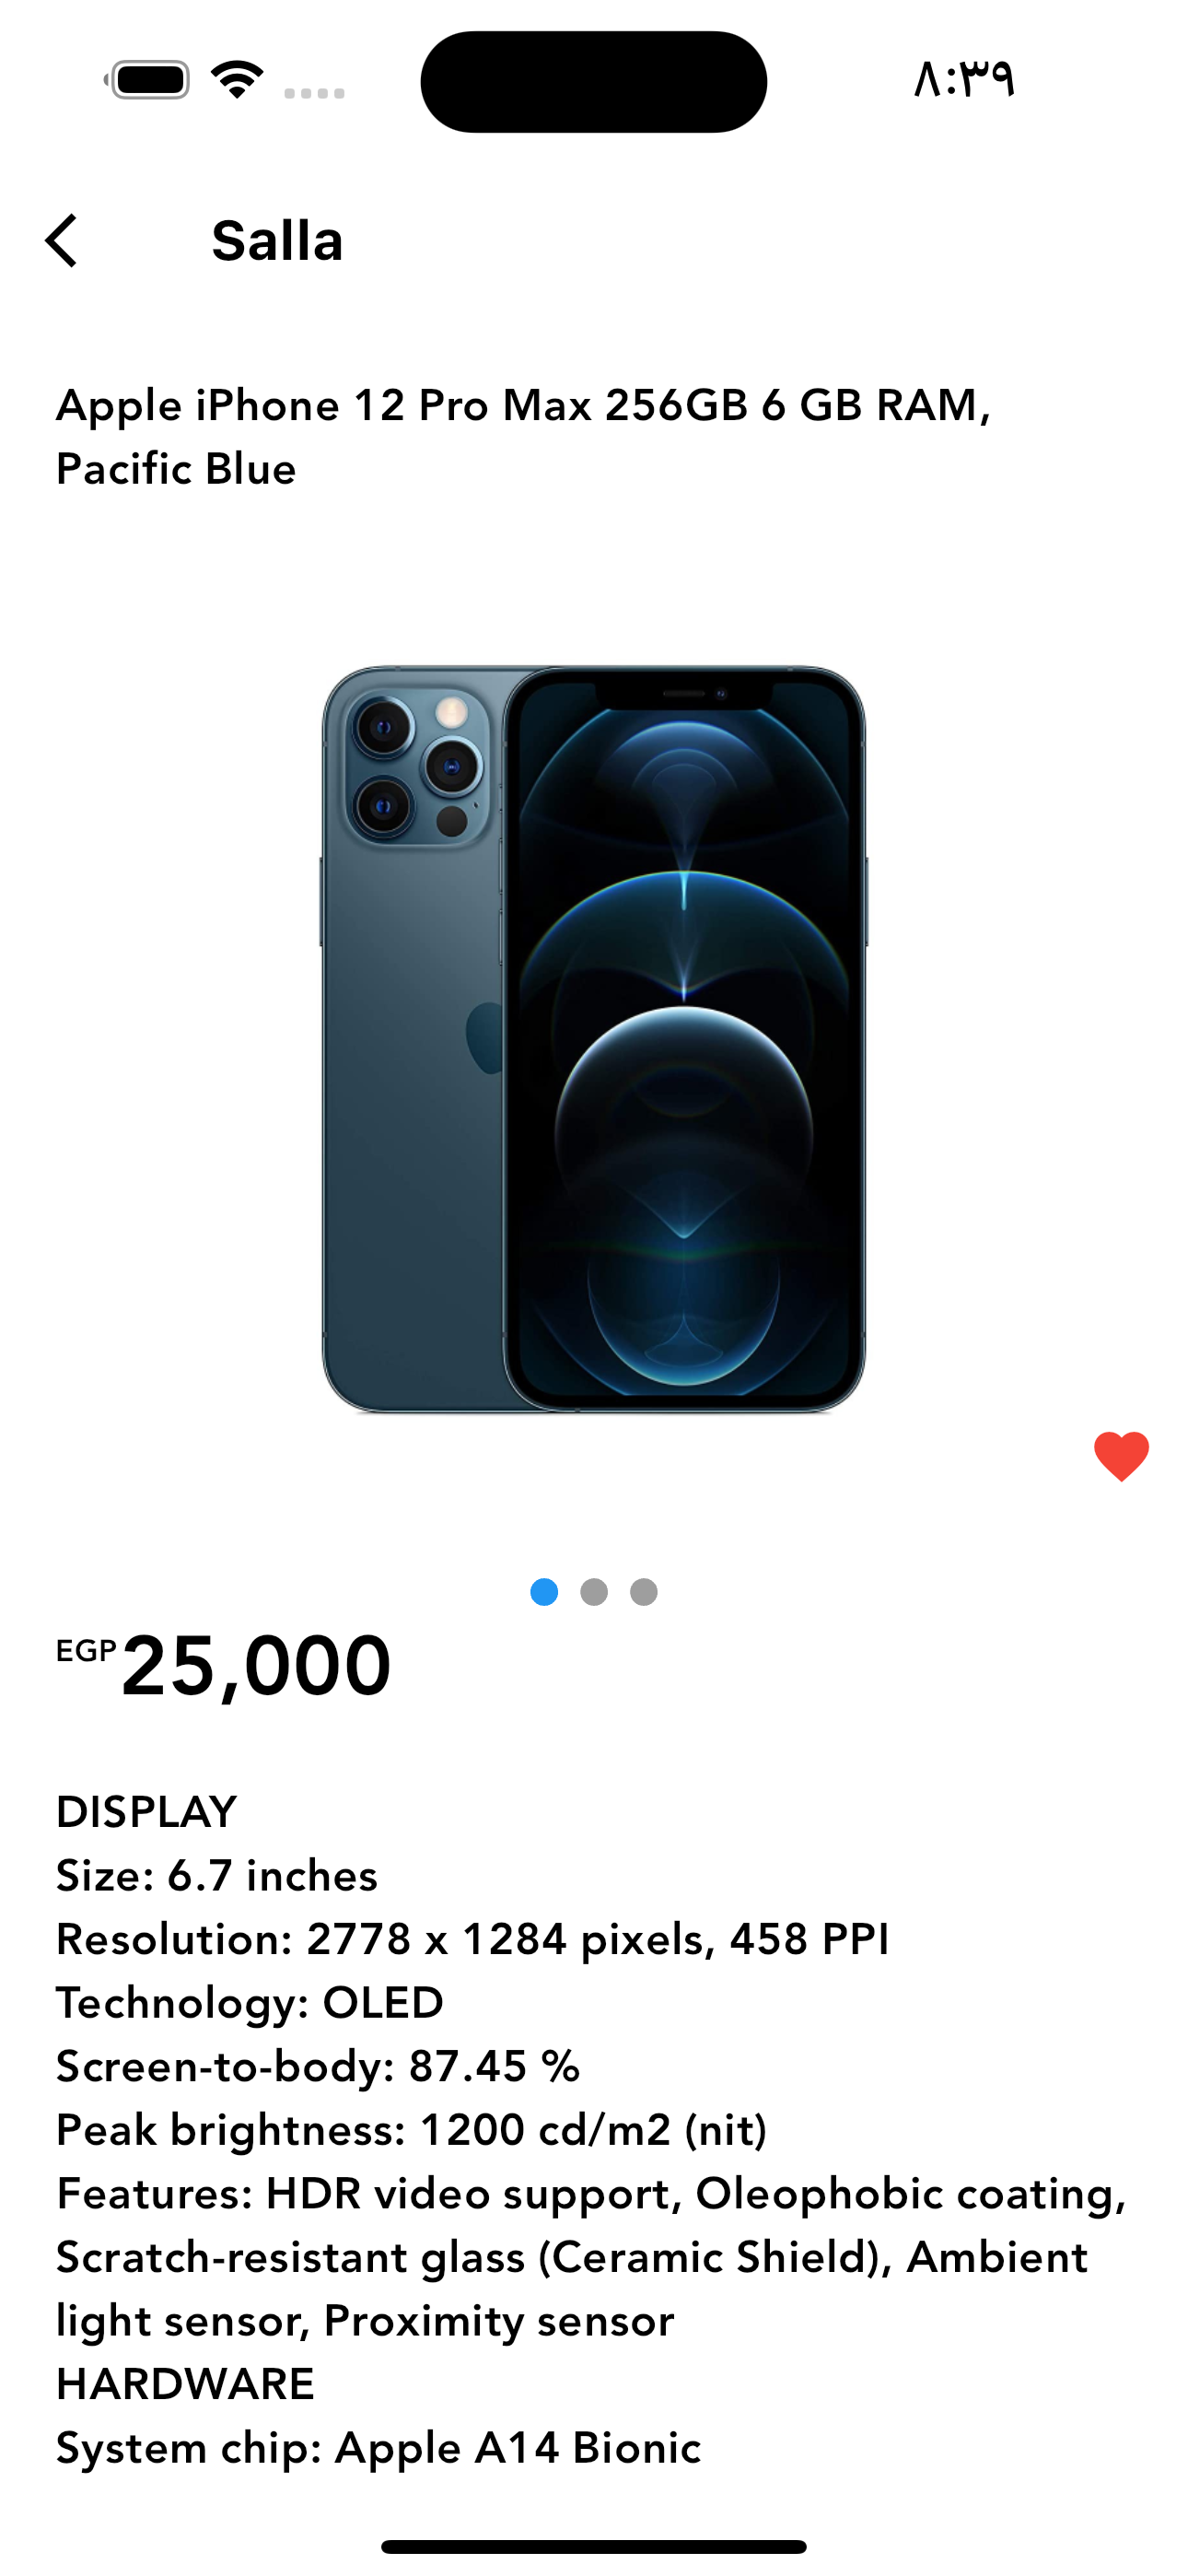 ٨:٣٩
Salla
Apple iPhone 12 Pro Max 256GB 6 GB RAM,
Pacific Blue
EGP25,000
DISPLAY
Size: 6.7 inches
Resolution: 2778 x 1284 pixels, 458 PPI
Technology: OLED
Screen-to-body: 87.45 %
Peak brightness: 1200 cd/m2 (nit)
Features: HDR video support, Oleophobic coating,
Scratch-resistant glass (Ceramic Shield), Ambient
light sensor, Proximity sensor
HARDWARE
System chip: Apple A14 Bionic